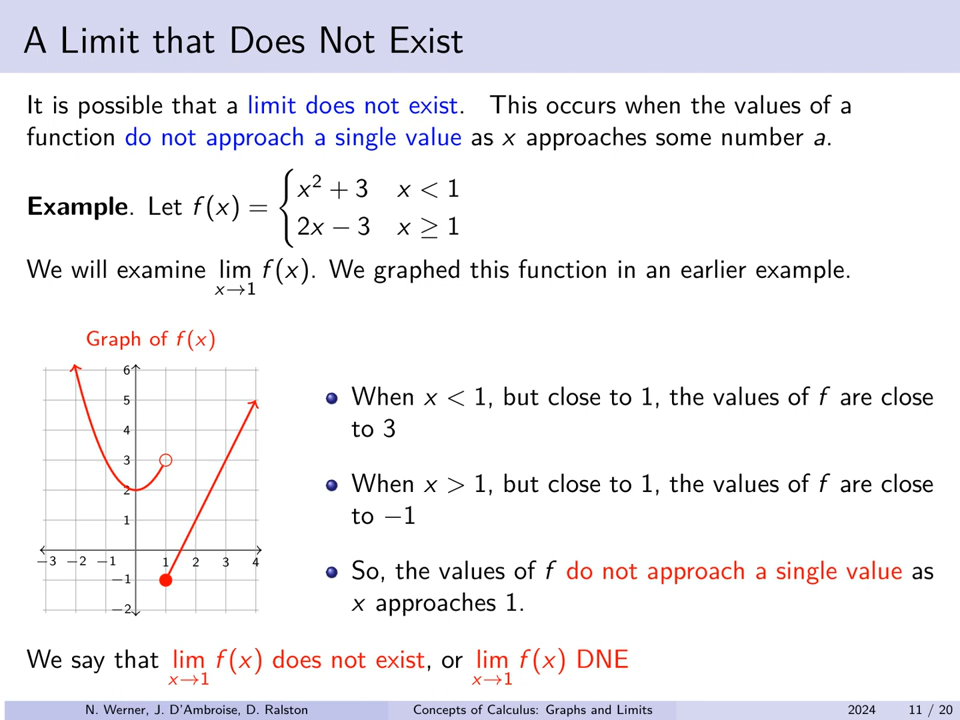 A Limit that Does Not Exist
It is possible that a limit does not exist. This occurs when the values of a
function do not approach a single value as x approaches some number a.
Example. Let f(x) = { x² + 3   x < 1
2x − 3   x ≥ 1
We will examine lim x→1 f(x). We graphed this function in an earlier example.
Graph of f(x)
6
5
4
3
2
1
−3 −2 −1 1 2 3 4
−1
−2
When x < 1, but close to 1, the values of f are close
to 3
When x > 1, but close to 1, the values of f are close
to −1
So, the values of f do not approach a single value as
x approaches 1.
We say that lim x→1 f(x) does not exist, or lim x→1 f(x) DNE
N. Werner, J. D'Ambroise, D. Ralston Concepts of Calculus: Graphs and Limits 2024 11 / 20